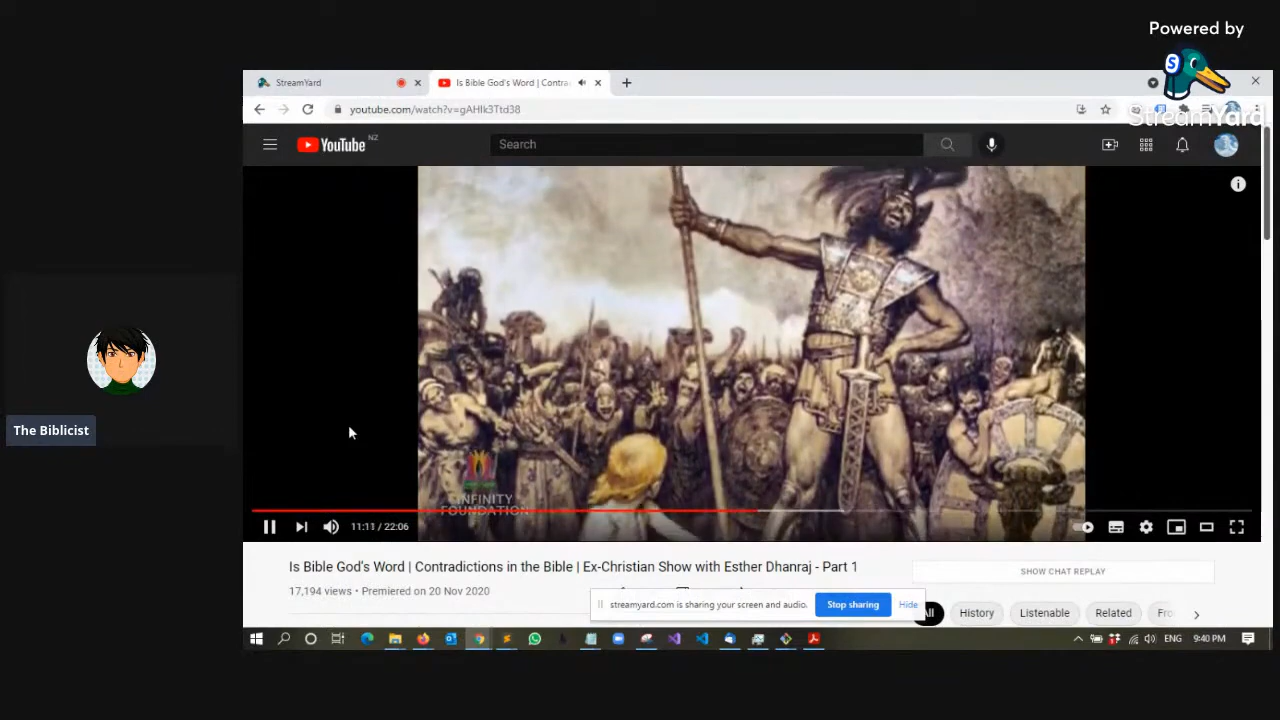 Powered by
StreamYard
StreamYard
Is Bible God's Word | Contra
youtube.com/watch?v=gAHlk3Ttd38
YouTube NZ
Search
The Biblicist
INFINITY
FOUNDATION
11:11 / 22:06
Is Bible God's Word | Contradictions in the Bible | Ex-Christian Show with Esther Dhanraj - Part 1
SHOW CHAT REPLAY
17,194 views • Premiered on 20 Nov 2020
streamyard.com is sharing your screen and audio.
Stop sharing
Hide
All
History
Listenable
Related
Fro
ENG
9:40 PM